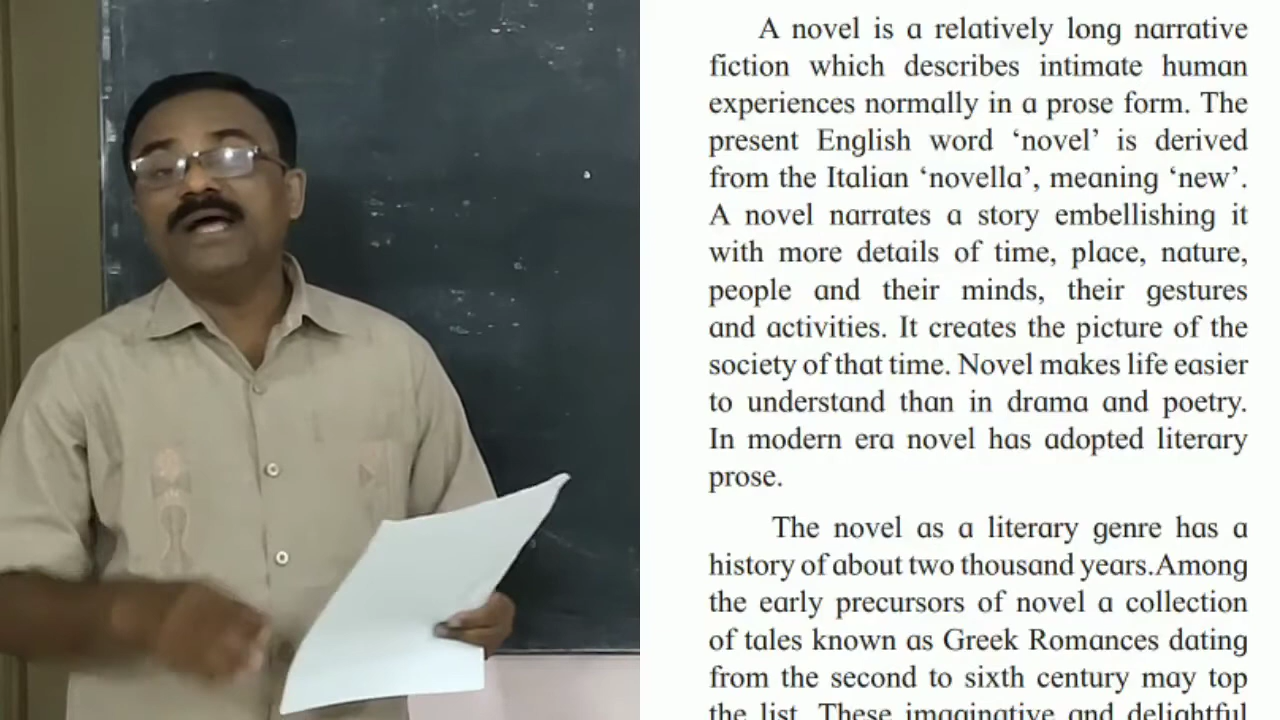 A novel is a relatively long narrative
fiction which describes intimate human
experiences normally in a prose form. The
present English word ‘novel’ is derived
from the Italian ‘novella’, meaning ‘new’.
A novel narrates a story embellishing it
with more details of time, place, nature,
people and their minds, their gestures
and activities. It creates the picture of the
society of that time. Novel makes life easier
to understand than in drama and poetry.
In modern era novel has adopted literary
prose.
The novel as a literary genre has a
history of about two thousand years.Among
the early precursors of novel a collection
of tales known as Greek Romances dating
from the second to sixth century may top
the list. These imaginative and delightful